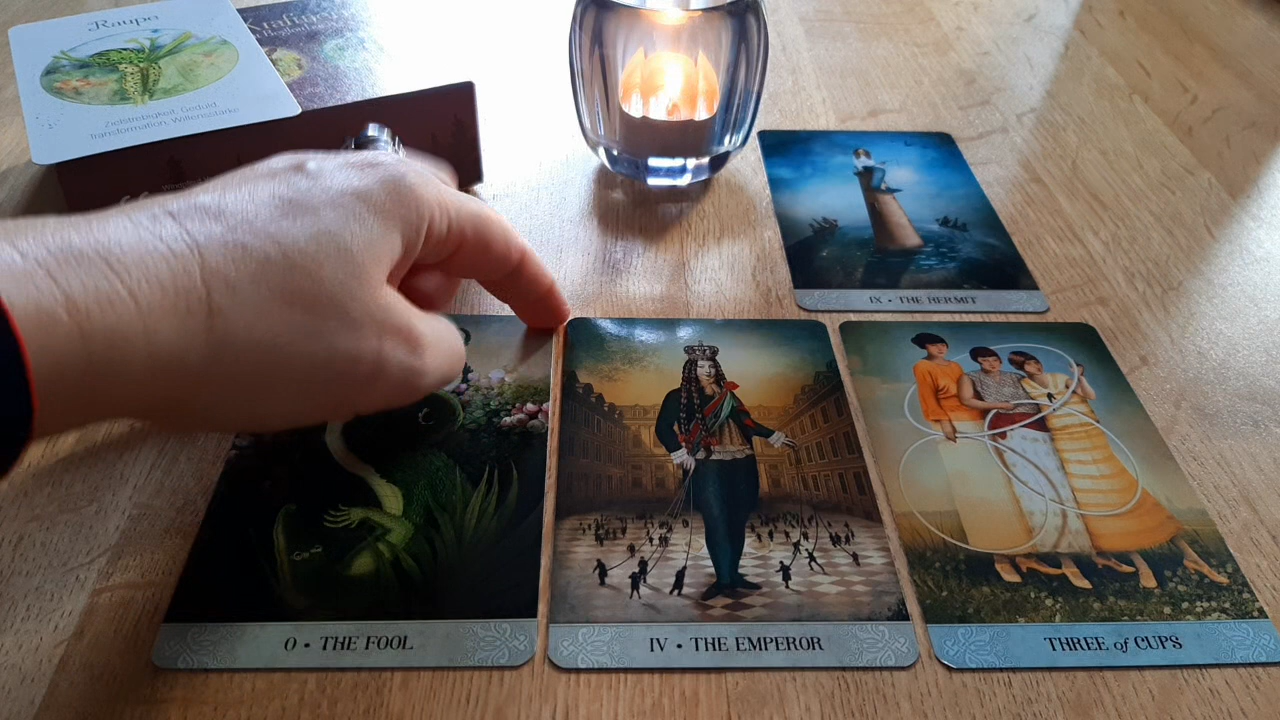 Raupe
Zielstrebigkeit, Geduld,
Transformation, Willensstärke
IX • THE HERMIT
0 • THE FOOL
IV • THE EMPEROR
THREE of CUPS